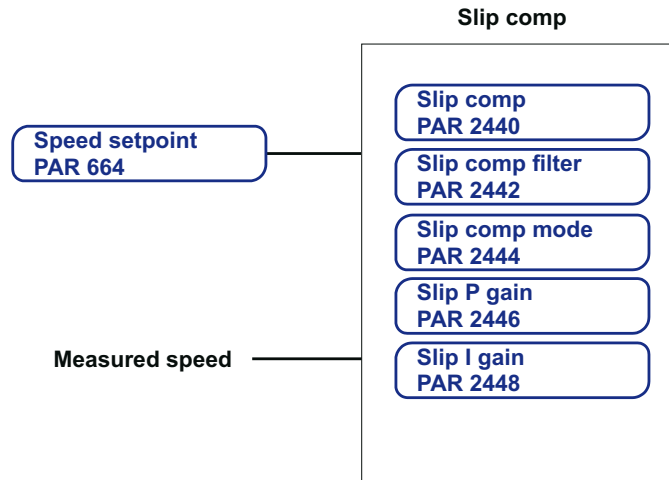 Slip comp
Speed setpoint
PAR 664
Slip comp
PAR 2440
Slip comp filter
PAR 2442
Slip comp mode
PAR 2444
Slip P gain
PAR 2446
Measured speed
Slip I gain
PAR 2448